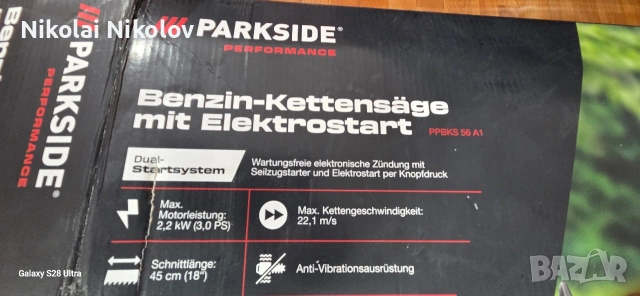 Nikolai Nikolov
PARKSIDE®
PERFORMANCE
PARKSIDE®
PERFORMANCE
Benzin-Kettensäge
mit Elektrostart PPBKS 56 A1
Dual-
Startsystem
Wartungsfreie elektronische Zündung mit
Seilzugstarter und Elektrostart per Knopfdruck
Max.
Motorleistung:
2,2 kW (3,0 PS)
Max. Kettengeschwindigkeit:
22,1 m/s
Schnittlänge:
45 cm (18")
Anti-Vibrationsausrüstung
Galaxy S28 Ultra
BAZAR